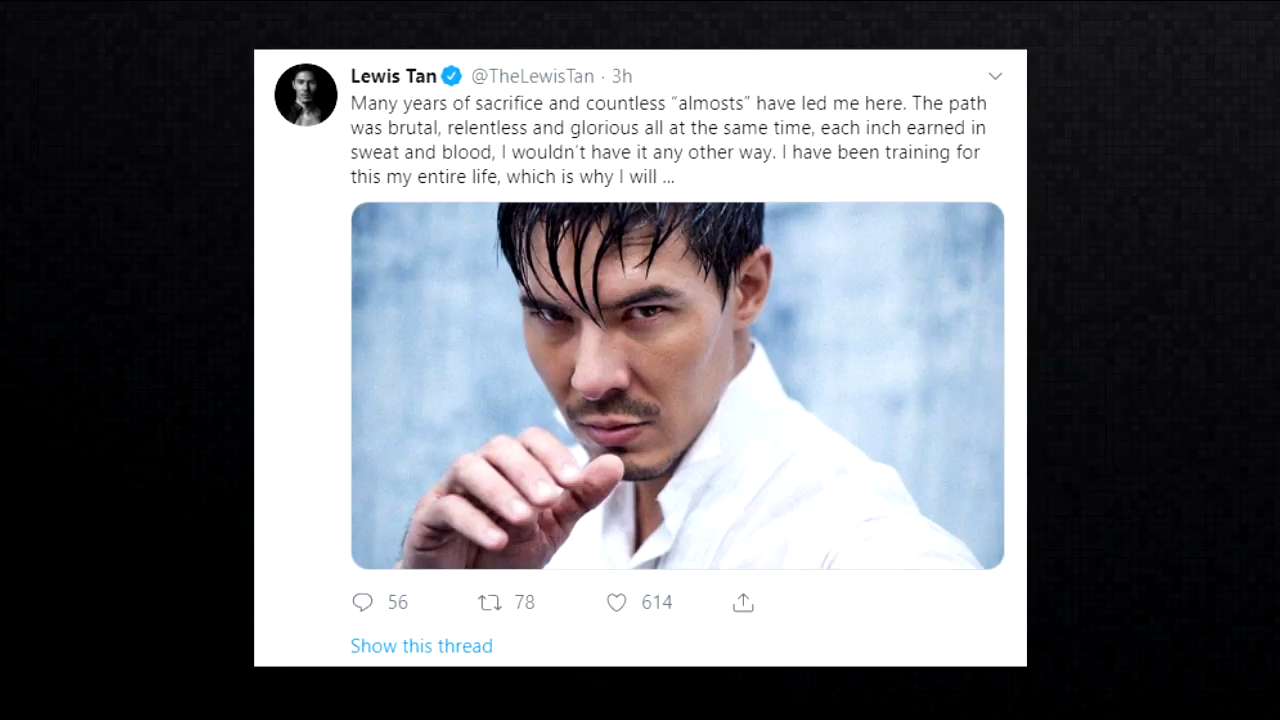 Lewis Tan @TheLewisTan · 3h
Many years of sacrifice and countless “almosts” have led me here. The path
was brutal, relentless and glorious all at the same time, each inch earned in
sweat and blood, I wouldn’t have it any other way. I have been training for
this my entire life, which is why I will ...
56 78 614
Show this thread